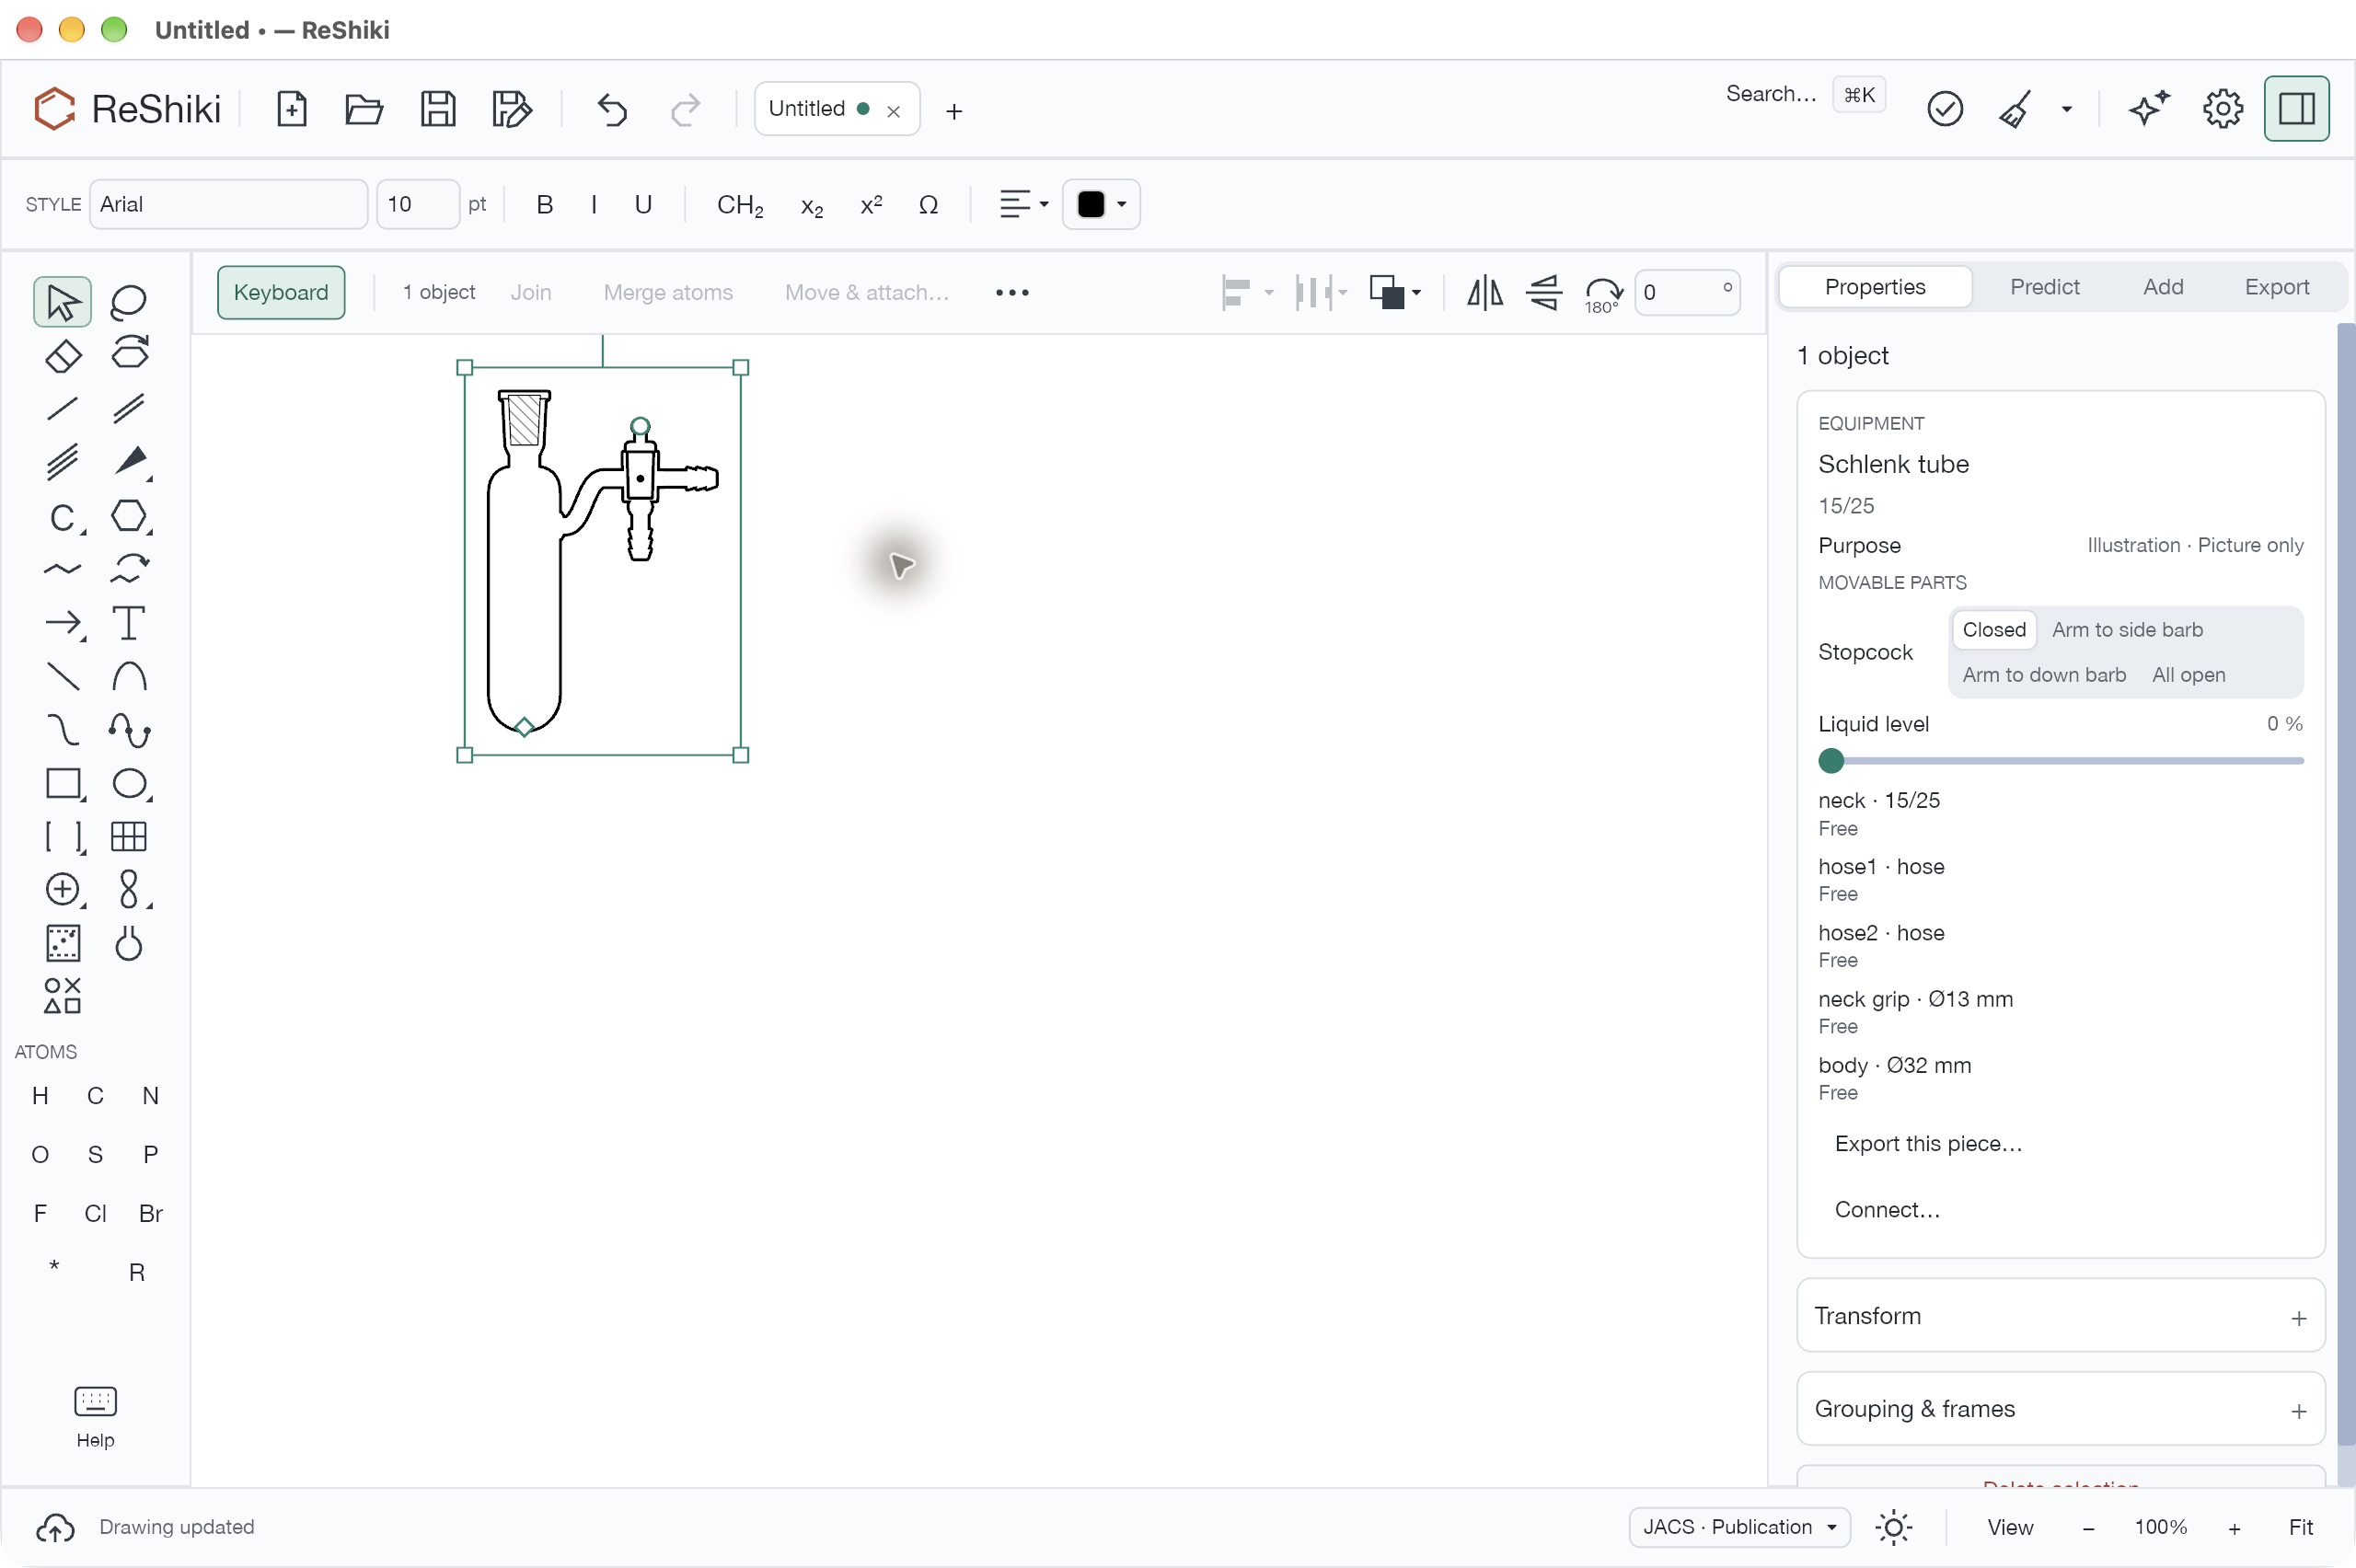 Untitled • — ReShiki
ReShiki
Untitled
Search... ⌘K
STYLE Arial 10 pt B I U CH₂ x₂ x² Ω
Keyboard 1 object Join Merge atoms Move & attach... 180° 0 °
Properties Predict Add Export
1 object
EQUIPMENT
Schlenk tube
15/25
Purpose Illustration · Picture only
MOVABLE PARTS
Stopcock
Closed Arm to side barb
Arm to down barb All open
Liquid level 0 %
neck · 15/25
Free
hose1 · hose
Free
hose2 · hose
Free
neck grip · Ø13 mm
Free
body · Ø32 mm
Free
Export this piece...
Connect...
Transform +
Grouping & frames +
Delete selection
C
T
ATOMS
H C N
O S P
F Cl Br
* R
Help
Drawing updated
JACS · Publication View − 100% + Fit